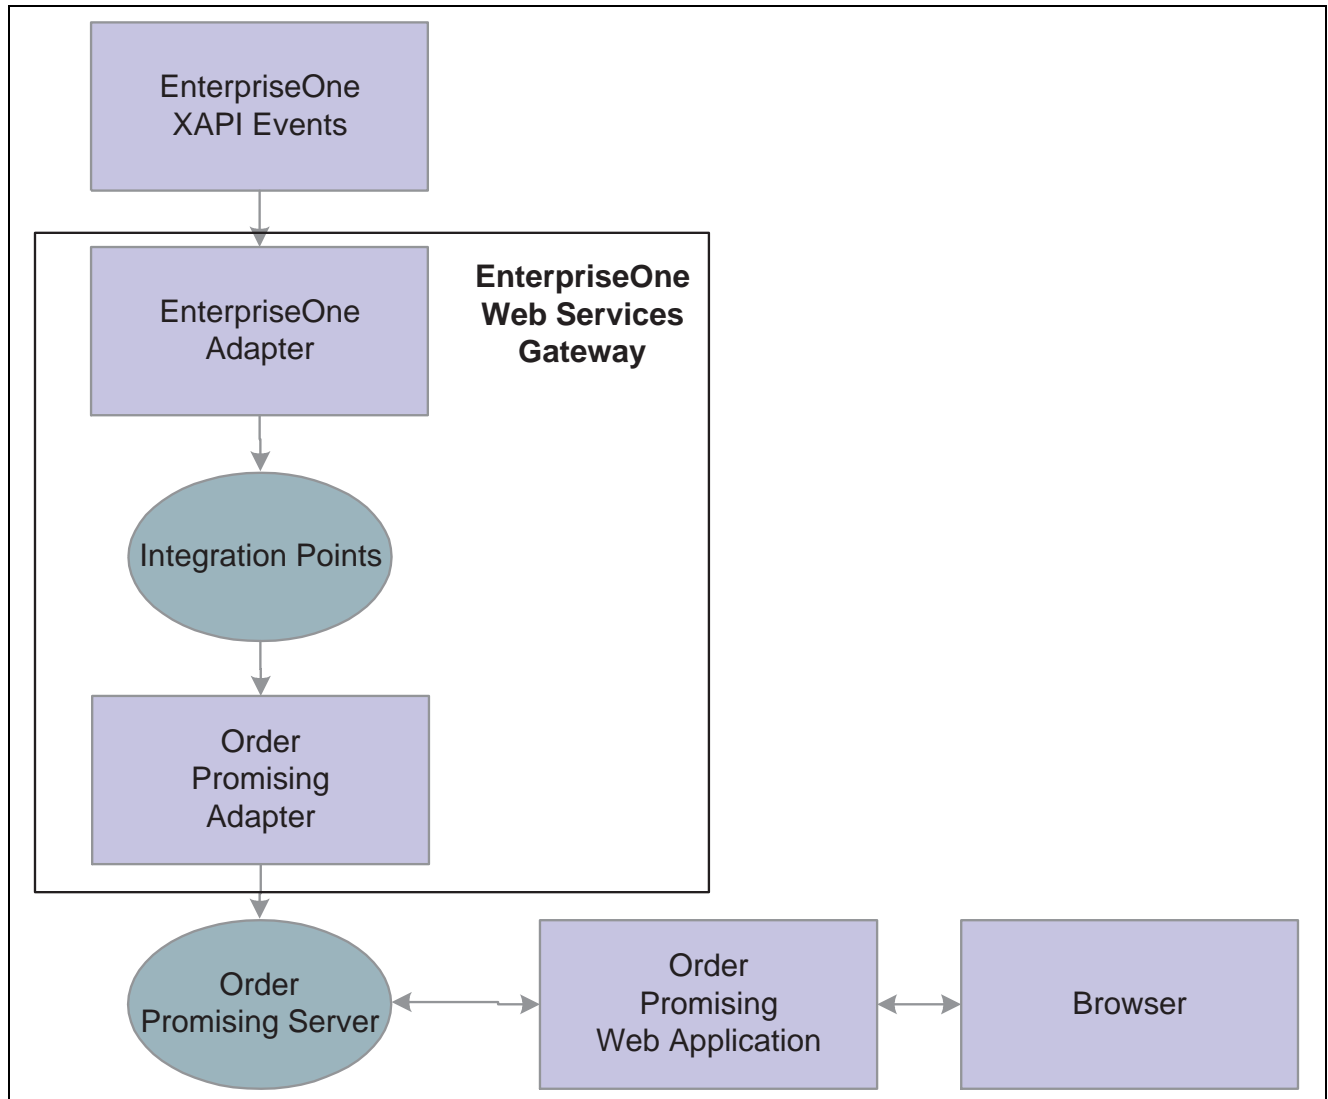 EnterpriseOne
XAPI Events
EnterpriseOne
Adapter
EnterpriseOne
Web Services
Gateway
Integration Points
Order
Promising
Adapter
Order
Promising Server
Order
Promising
Web Application
Browser